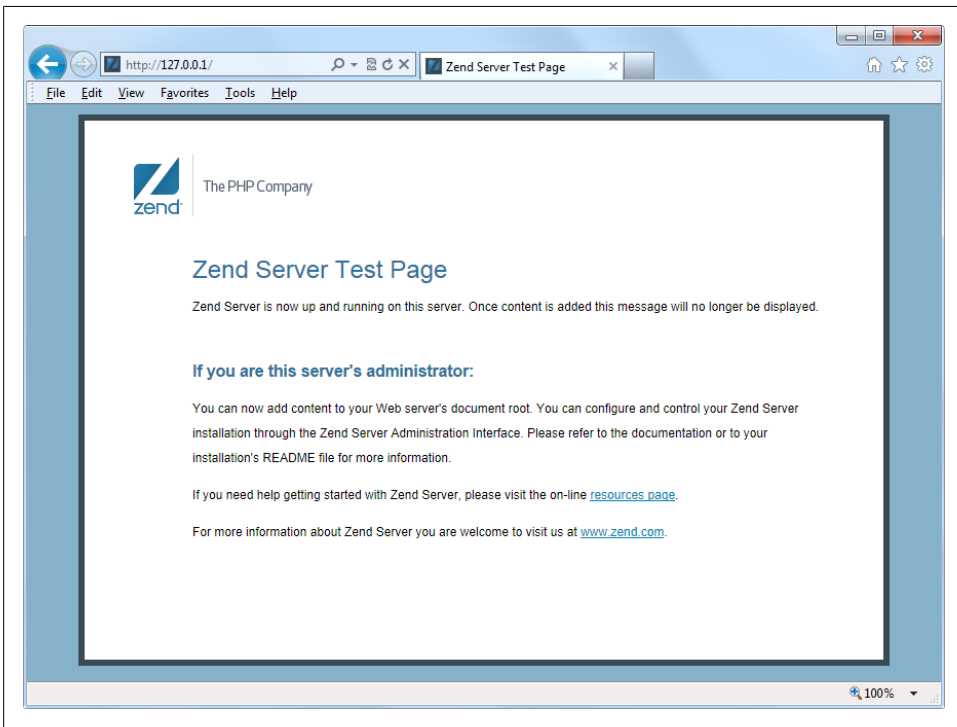 http://127.0.0.1/
Zend Server Test Page
File Edit View Favorites Tools Help
zend
The PHP Company
Zend Server Test Page
Zend Server is now up and running on this server. Once content is added this message will no longer be displayed.
If you are this server's administrator:
You can now add content to your Web server's document root. You can configure and control your Zend Server
installation through the Zend Server Administration Interface. Please refer to the documentation or to your
installation's README file for more information.
If you need help getting started with Zend Server, please visit the on-line resources page.
For more information about Zend Server you are welcome to visit us at www.zend.com.
100%